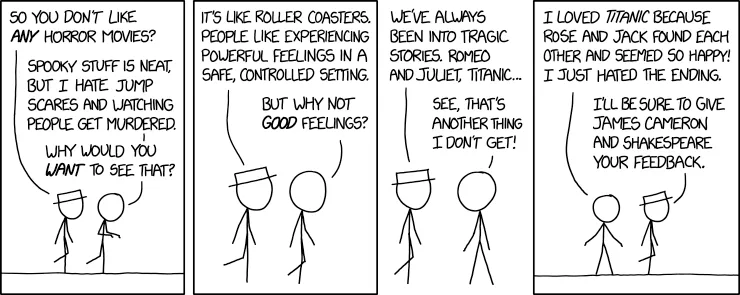 SO YOU DON'T LIKE
ANY HORROR MOVIES?
SPOOKY STUFF IS NEAT,
BUT I HATE JUMP
SCARES AND WATCHING
PEOPLE GET MURDERED.
WHY WOULD YOU
WANT TO SEE THAT?
IT'S LIKE ROLLER COASTERS.
PEOPLE LIKE EXPERIENCING
POWERFUL FEELINGS IN A
SAFE, CONTROLLED SETTING.
BUT WHY NOT
GOOD FEELINGS?
WE'VE ALWAYS
BEEN INTO TRAGIC
STORIES. ROMEO
AND JULIET, TITANIC...
SEE, THAT'S
ANOTHER THING
I DON'T GET!
I LOVED TITANIC BECAUSE
ROSE AND JACK FOUND EACH
OTHER AND SEEMED SO HAPPY!
I JUST HATED THE ENDING.
I'LL BE SURE TO GIVE
JAMES CAMERON
AND SHAKESPEARE
YOUR FEEDBACK.